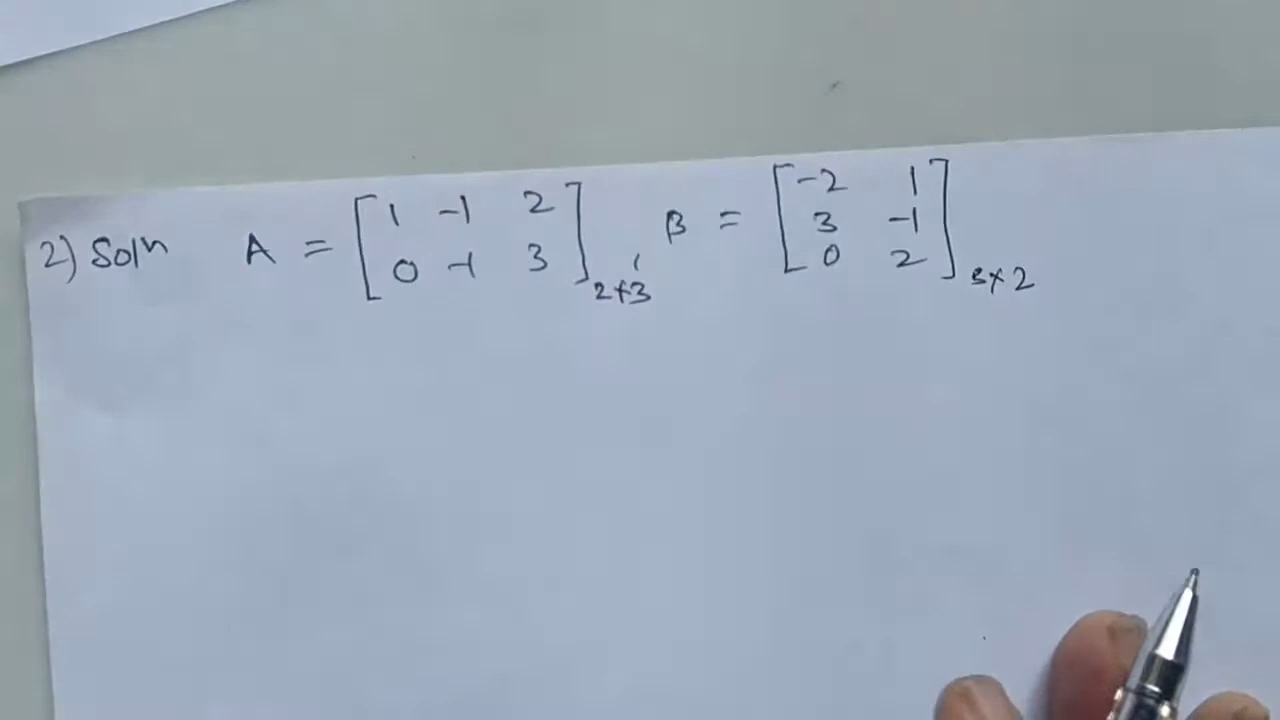 2) Soln A = [ 1 -1 2
0 -1 3 ] 2×3 , B = [ -2 1
3 -1
0 2 ] 3×2